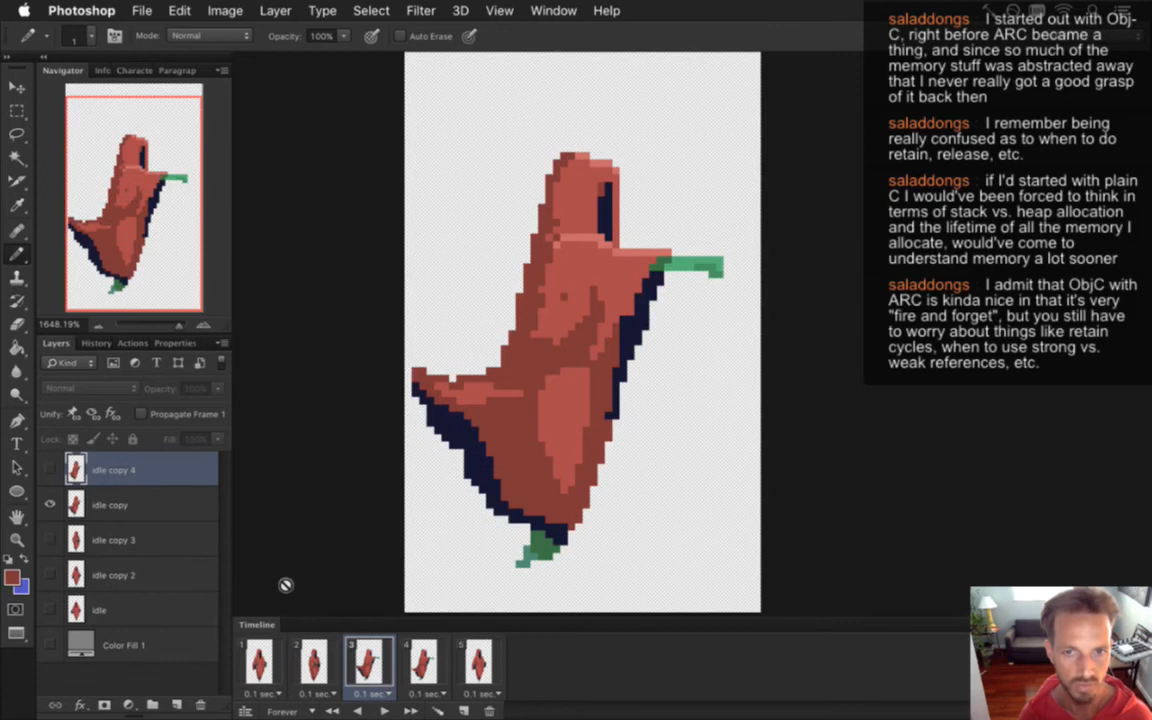 Photoshop File Edit Image Layer Type Select Filter 3D View Window Help
1 Mode: Normal Opacity: 100% Auto Erase
Navigator Info Characte Paragrap
1648.19%
Layers History Actions Properties
Kind
Normal Opacity: 100%
Unify: Propagate Frame 1
Lock: Fill: 100%
idle copy 4
idle copy
idle copy 3
idle copy 2
idle
Color Fill 1
fx
Timeline
1 2 3 4 5
0.1 sec. 0.1 sec. 0.1 sec. 0.1 sec. 0.1 sec.
Forever
saladdongs I started out with Obj-
C, right before ARC became a
thing, and since so much of the
memory stuff was abstracted away
that I never really got a good grasp
of it back then
saladdongs I remember being
really confused as to when to do
retain, release, etc.
saladdongs if I'd started with plain
C I would've been forced to think in
terms of stack vs. heap allocation
and the lifetime of all the memory I
allocate, would've come to
understand memory a lot sooner
saladdongs I admit that ObjC with
ARC is kinda nice in that it's very
"fire and forget", but you still have
to worry about things like retain
cycles, when to use strong vs.
weak references, etc.